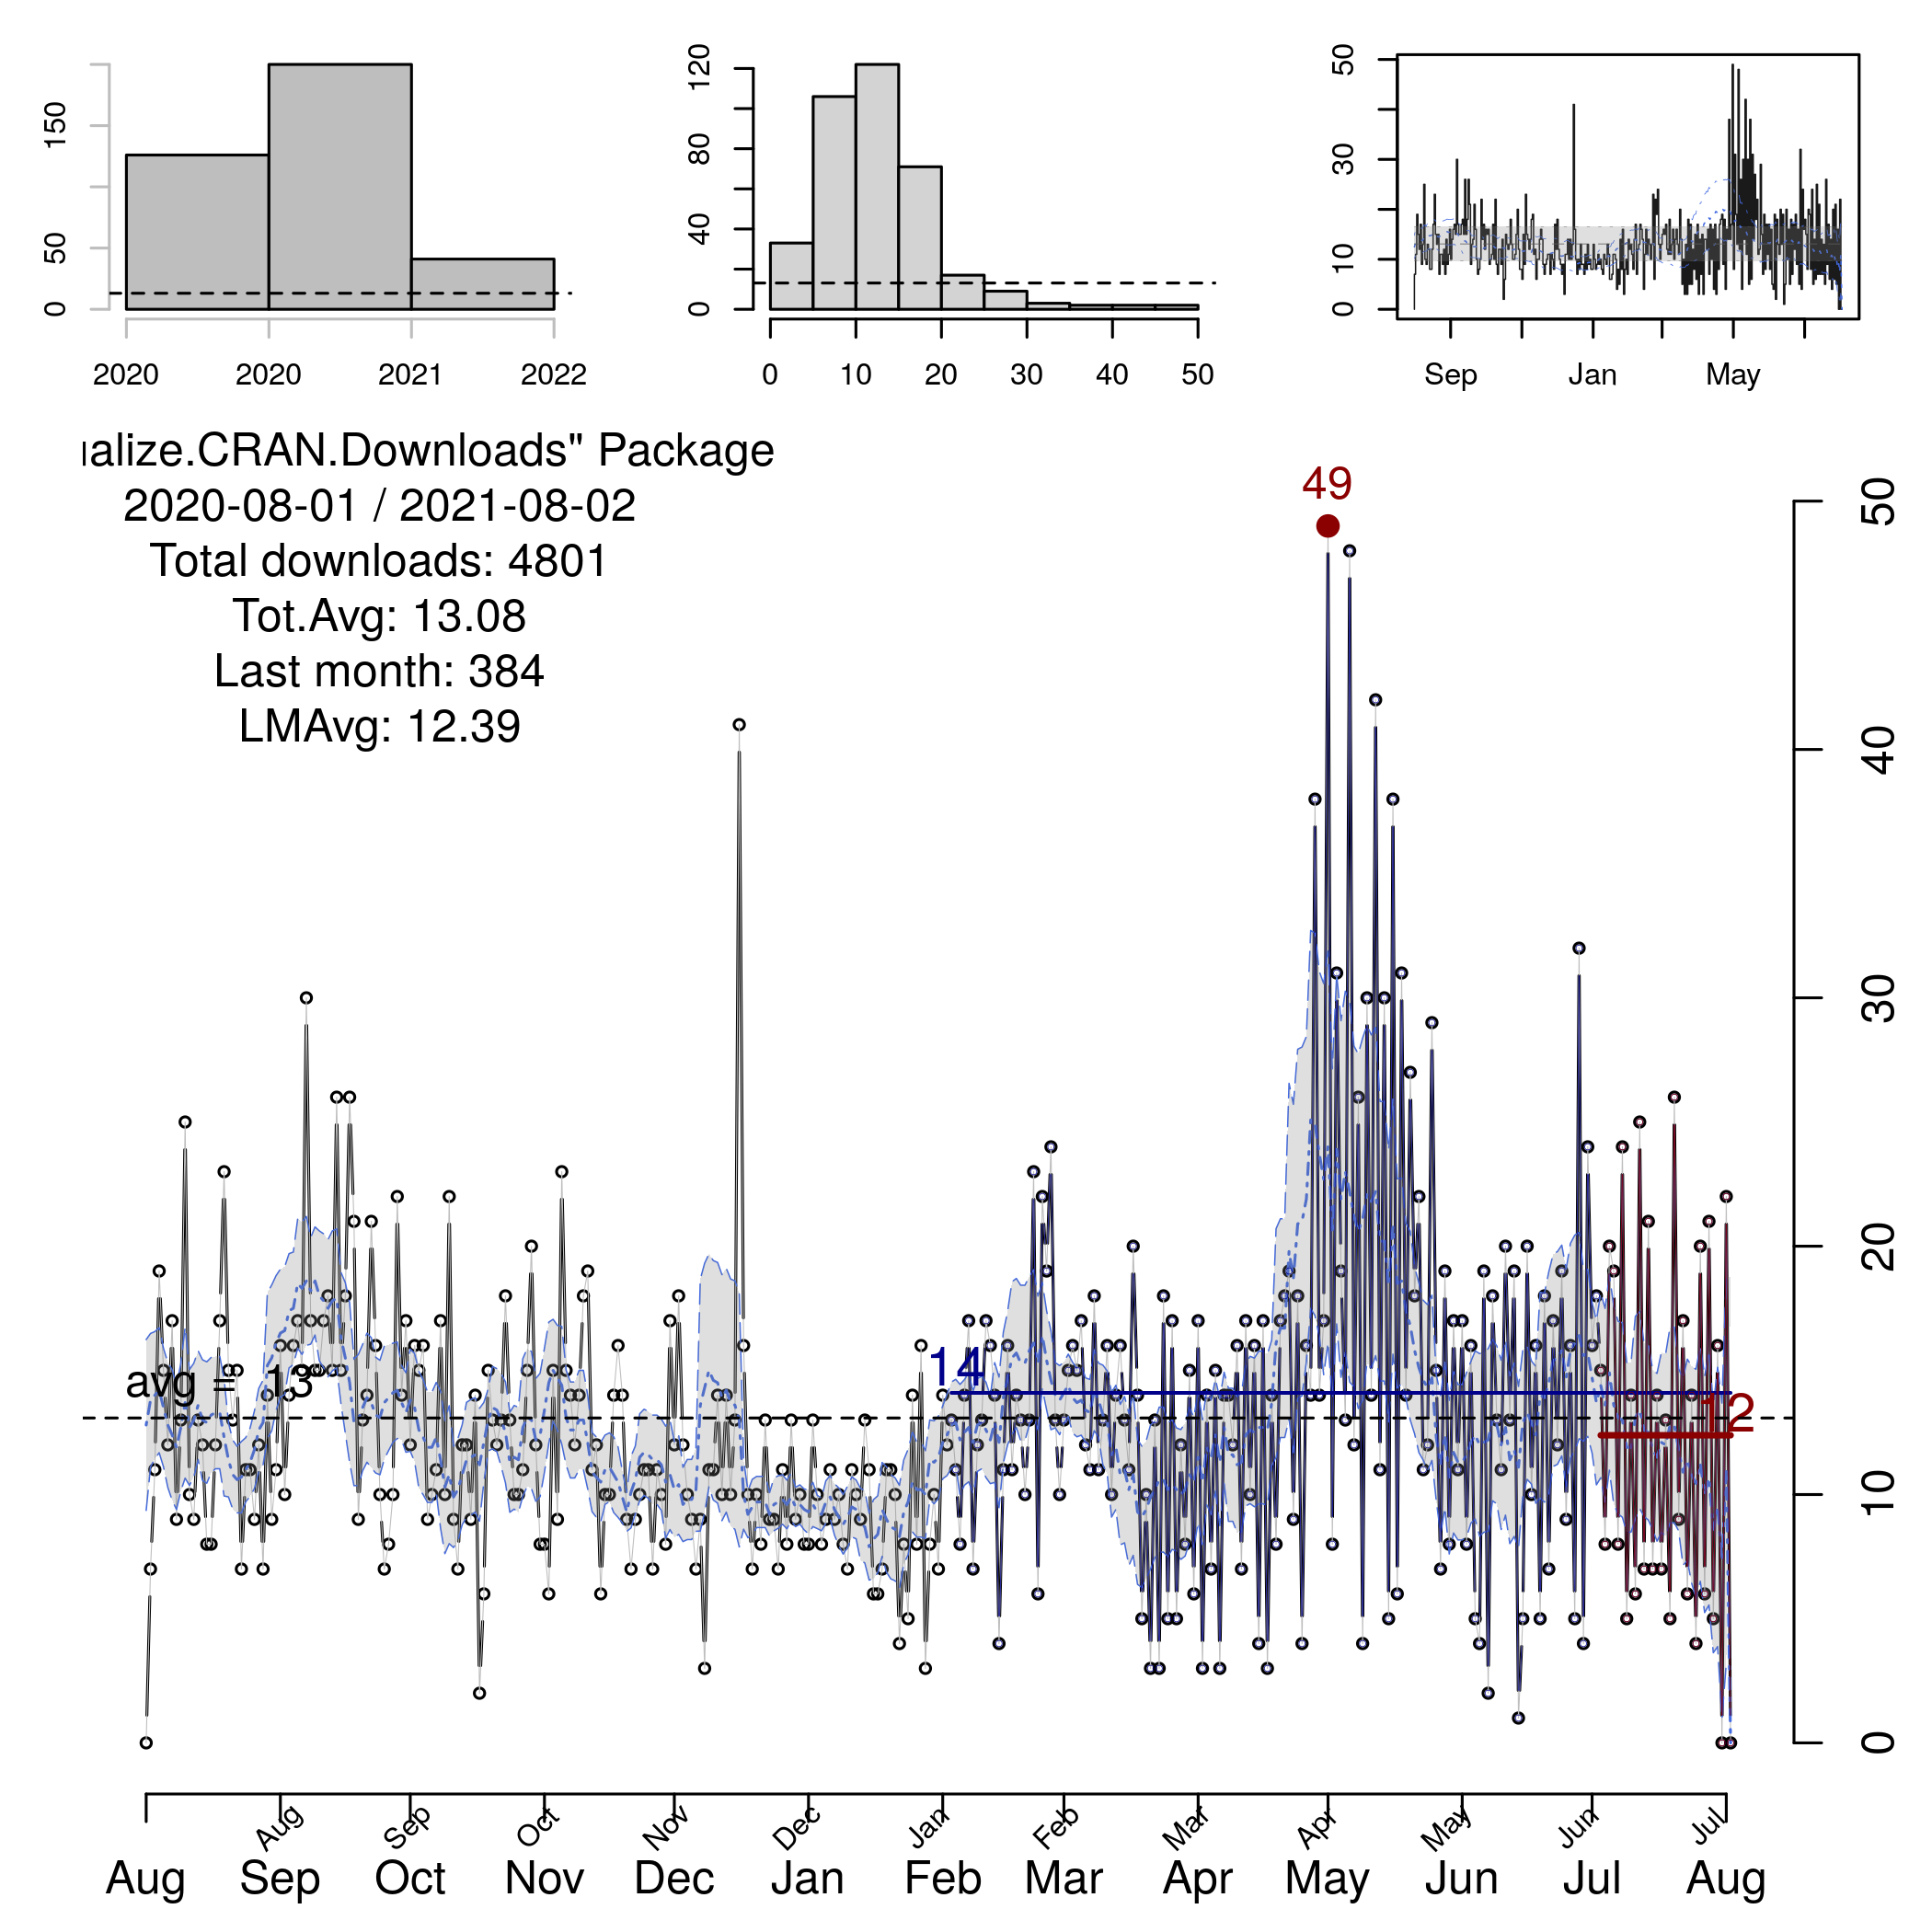 150
50
0
2020 2020 2021 2022
120
80
40
0
0 10 20 30 40 50
50
30
10
0
Sep Jan May
alize.CRAN.Downloads" Package
2020-08-01 / 2021-08-02
Total downloads: 4801
Tot.Avg: 13.08
Last month: 384
LMAvg: 12.39
49
avg = 13
14
12
50
40
30
20
10
0
Aug Sep Oct Nov Dec Jan Feb Mar Apr May Jun Jul
Aug Sep Oct Nov Dec Jan Feb Mar Apr May Jun Jul Aug